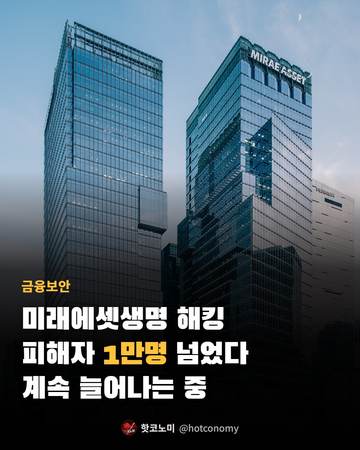 MIRAE ASSET
금융보안
미래에셋생명 해킹
피해자 1만명 넘었다
계속 늘어나는 중
핫코노미 @hotconomy